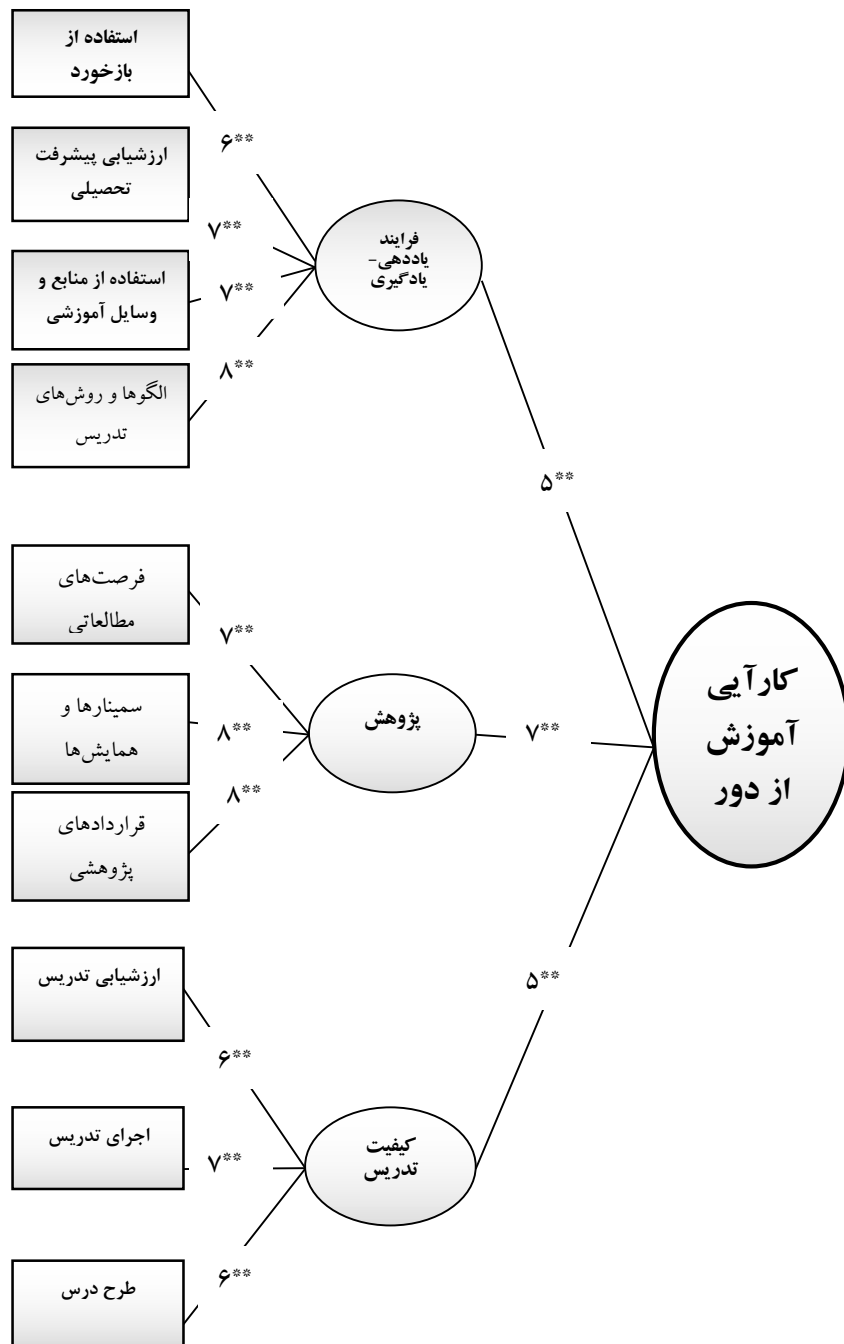 استفاده از
بازخورد
۶**
ارزشیابی پیشرفت
تحصیلی
۷**
استفاده از منابع و
وسایل آموزشی
۷**
الگوها و روش‌های
تدریس
۸**
فرایند
یاددهی-
یادگیری
۵**
فرصت‌های
مطالعاتی
۷**
سمینارها و
همایش‌ها
۸**
قراردادهای
پژوهشی
۸**
پژوهش
۷**
کارآیی
آموزش
از دور
ارزشیابی تدریس
۶**
اجرای تدریس
۷**
طرح درس
۶**
کیفیت
تدریس
۵**